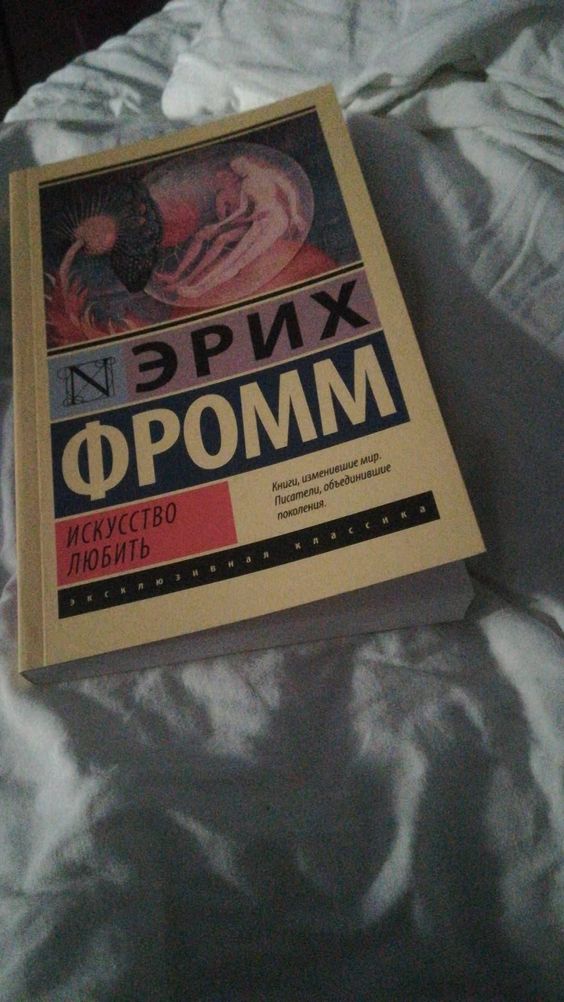 N ЭРИХ
ФРОММ
ИСКУССТВО
ЛЮБИТЬ
Книги, изменившие мир.
Писатели, объединившие
поколения.
эксклюзивная классика